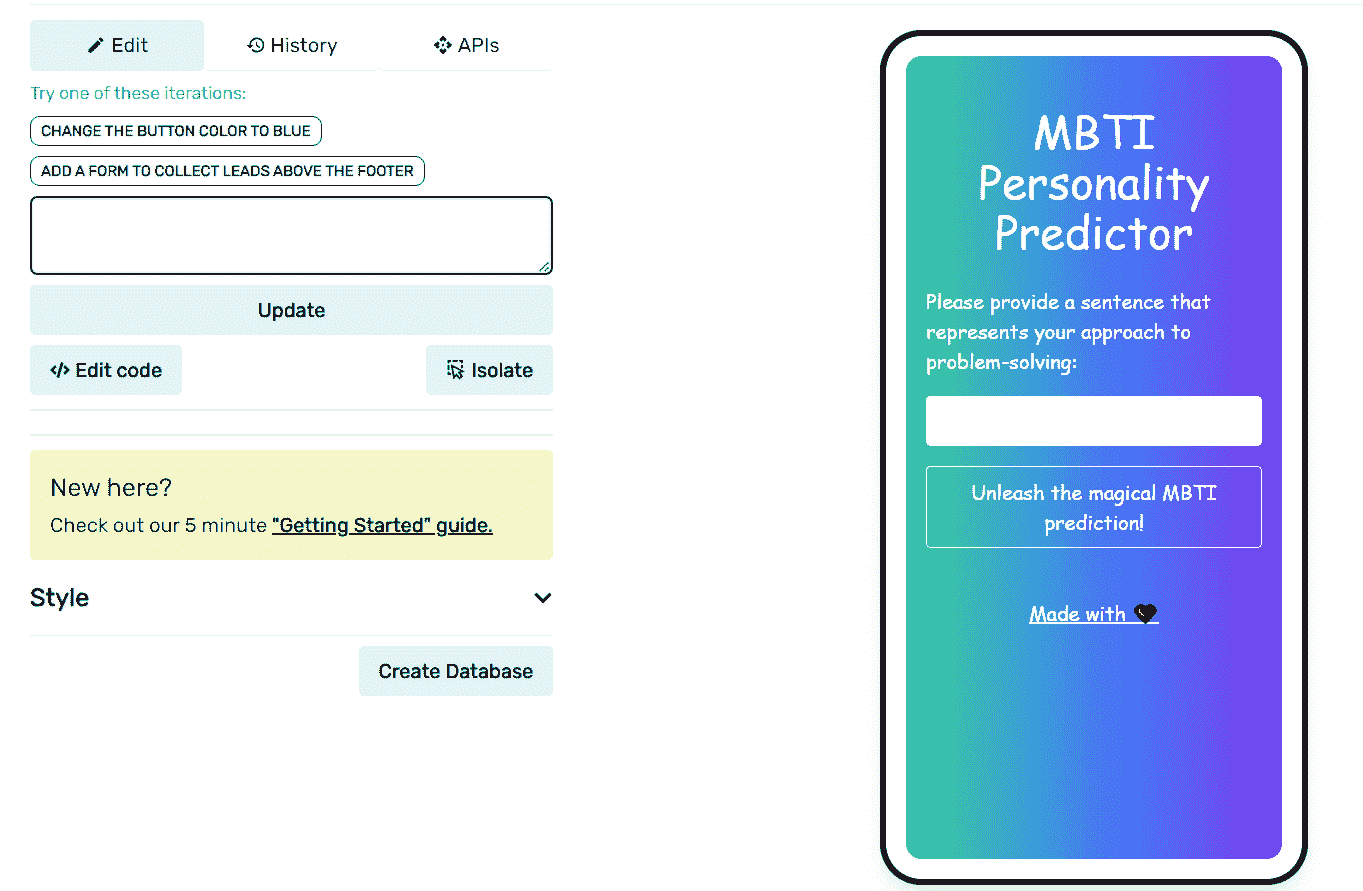 Edit
History
APIs
Try one of these iterations:
CHANGE THE BUTTON COLOR TO BLUE
ADD A FORM TO COLLECT LEADS ABOVE THE FOOTER
Update
</> Edit code
Isolate
New here?
Check out our 5 minute "Getting Started" guide.
Style
Create Database
MBTI
Personality
Predictor
Please provide a sentence that
represents your approach to
problem-solving:
Unleash the magical MBTI
prediction!
Made with 🖤